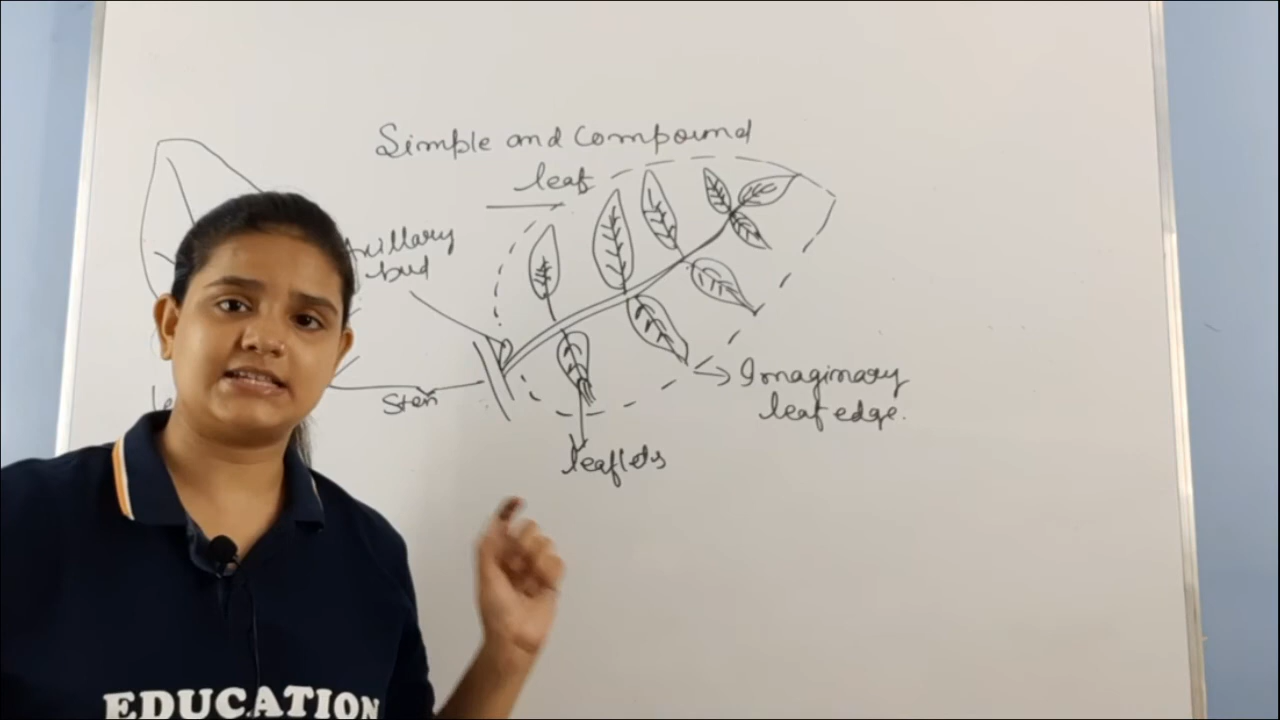 Simple and Compound
leaf
Axillary
bud
Stem
Imaginary
leaf edge.
leaflets
EDUCATION